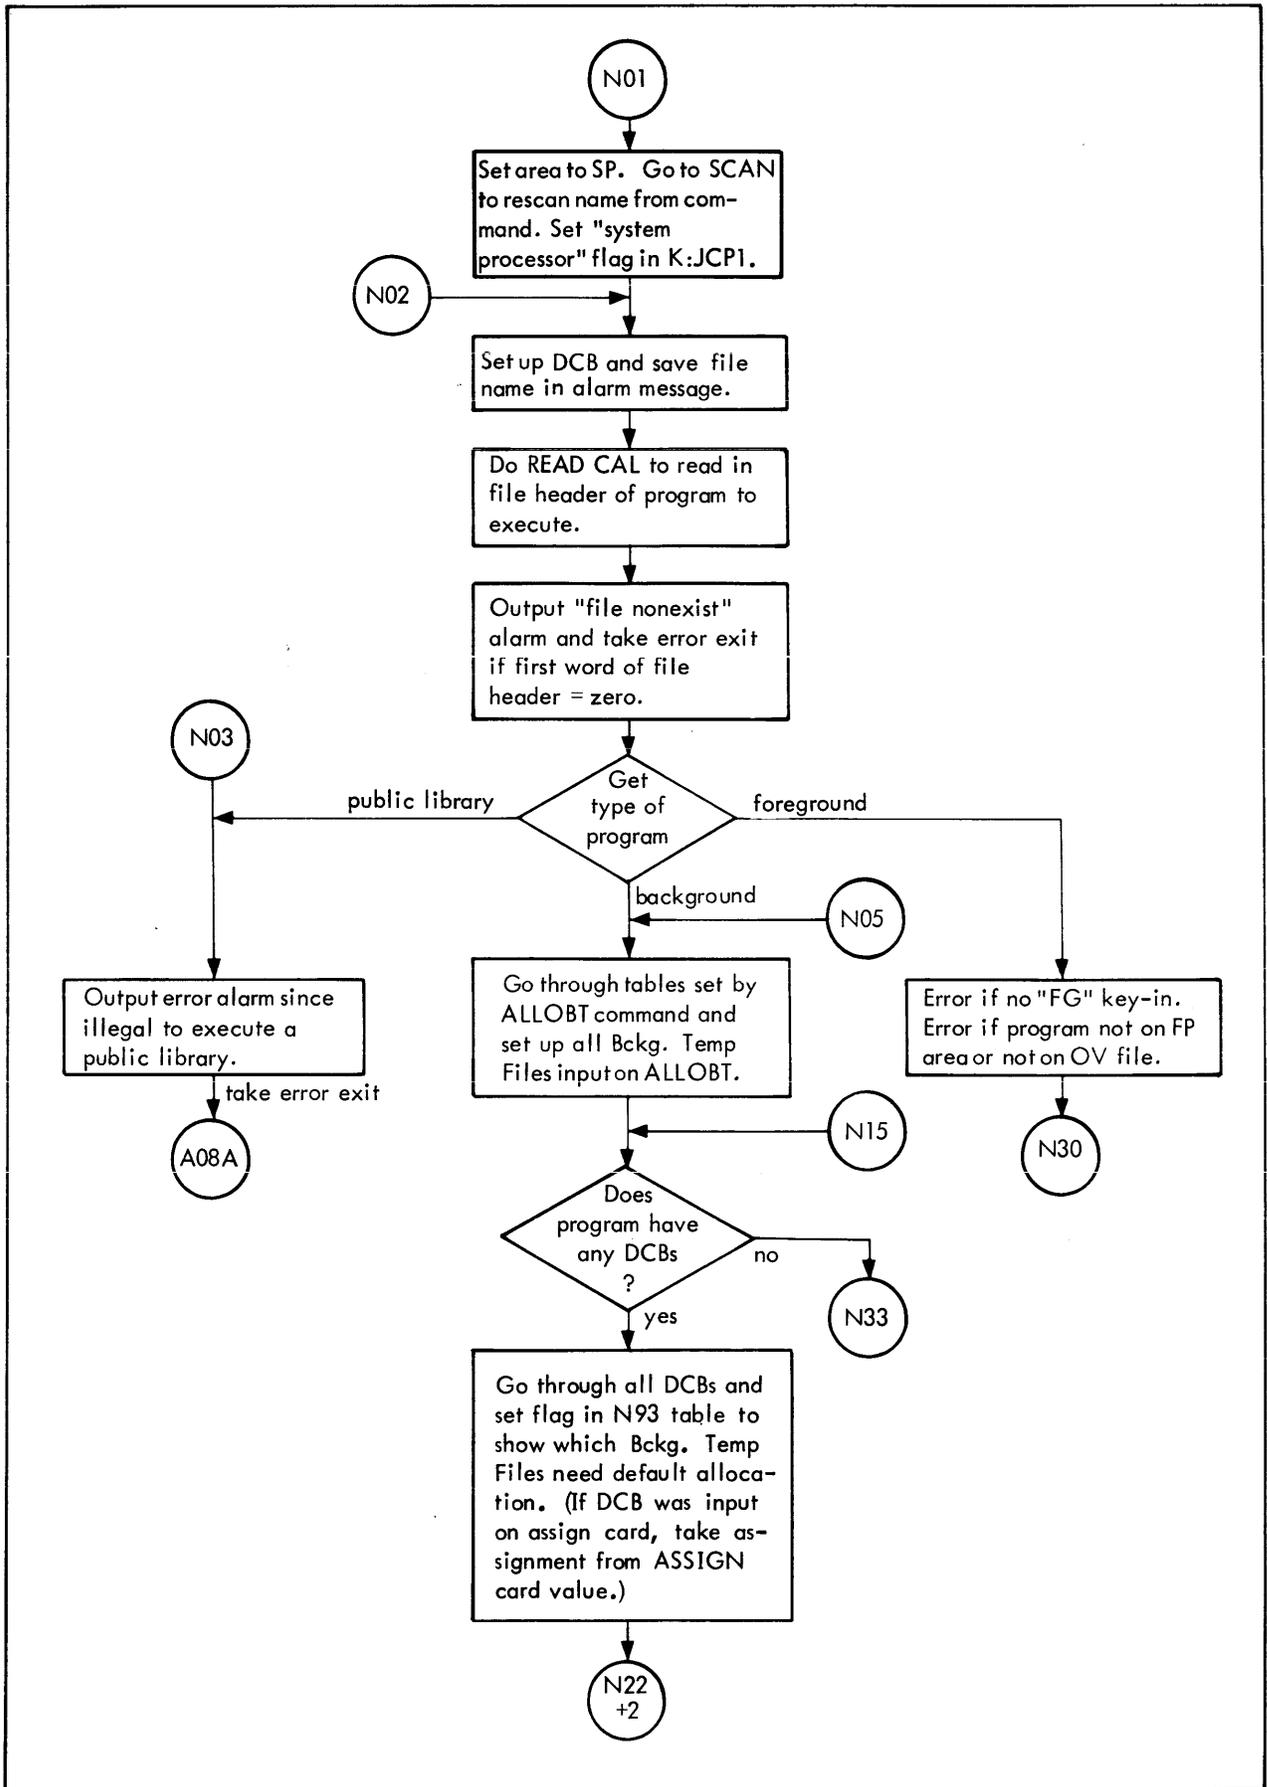 N01
Set area to SP. Go to SCAN
to rescan name from com-
mand. Set "system
processor" flag in K:JCP1.
N02
Set up DCB and save file
name in alarm message.
Do READ CAL to read in
file header of program to
execute.
Output "file nonexist"
alarm and take error exit
if first word of file
header = zero.
N03
Get
type of
program
public library
foreground
background
N05
Output error alarm since
illegal to execute a
public library.
take error exit
A08A
Go through tables set by
ALLOBT command and
set up all Bckg. Temp
Files input on ALLOBT.
Error if no "FG" key-in.
Error if program not on FP
area or not on OV file.
N30
N15
Does
program have
any DCBs
?
no
N33
yes
Go through all DCBs and
set flag in N93 table to
show which Bckg. Temp
Files need default alloca-
tion. (If DCB was input
on assign card, take as-
signment from ASSIGN
card value.)
N22
+2